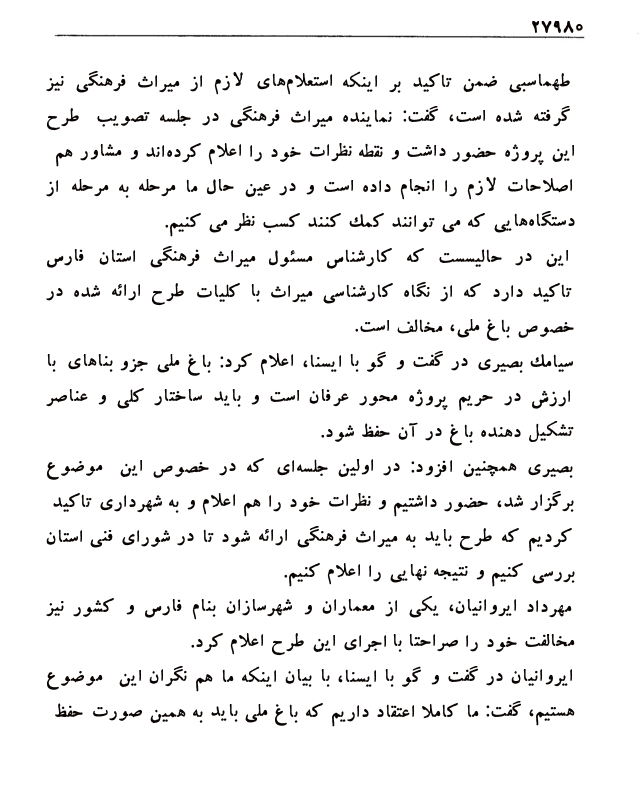 ۲۷۹۸۰
طهماسبی ضمن تاکید بر اینکه استعلام‌های لازم از میراث فرهنگی نیز
گرفته شده است، گفت: نماینده میراث فرهنگی در جلسه تصویب طرح
این پروژه حضور داشت و نقطه نظرات خود را اعلام کرده‌اند و مشاور هم
اصلاحات لازم را انجام داده است و در عین حال ما مرحله به مرحله از
دستگاه‌هایی که می توانند کمك کنند کسب نظر می کنیم.
این در حالیست که کارشناس مسئول میراث فرهنگی استان فارس
تاکید دارد که از نگاه کارشناسی میراث با کلیات طرح ارائه شده در
خصوص باغ ملی، مخالف است.
سیامك بصیری در گفت و گو با ایسنا، اعلام کرد: باغ ملی جزو بناهای با
ارزش در حریم پروژه محور عرفان است و باید ساختار کلی و عناصر
تشکیل دهنده باغ در آن حفظ شود.
بصیری همچنین افزود: در اولین جلسه‌ای که در خصوص این موضوع
برگزار شد، حضور داشتیم و نظرات خود را هم اعلام و به شهرداری تاکید
کردیم که طرح باید به میراث فرهنگی ارائه شود تا در شورای فنی استان
بررسی کنیم و نتیجه نهایی را اعلام کنیم.
مهرداد ایروانیان، یکی از معماران و شهرسازان بنام فارس و کشور نیز
مخالفت خود را صراحتا با اجرای این طرح اعلام کرد.
ایروانیان در گفت و گو با ایسنا، با بیان اینکه ما هم نگران این موضوع
هستیم، گفت: ما کاملا اعتقاد داریم که باغ ملی باید به همین صورت حفظ